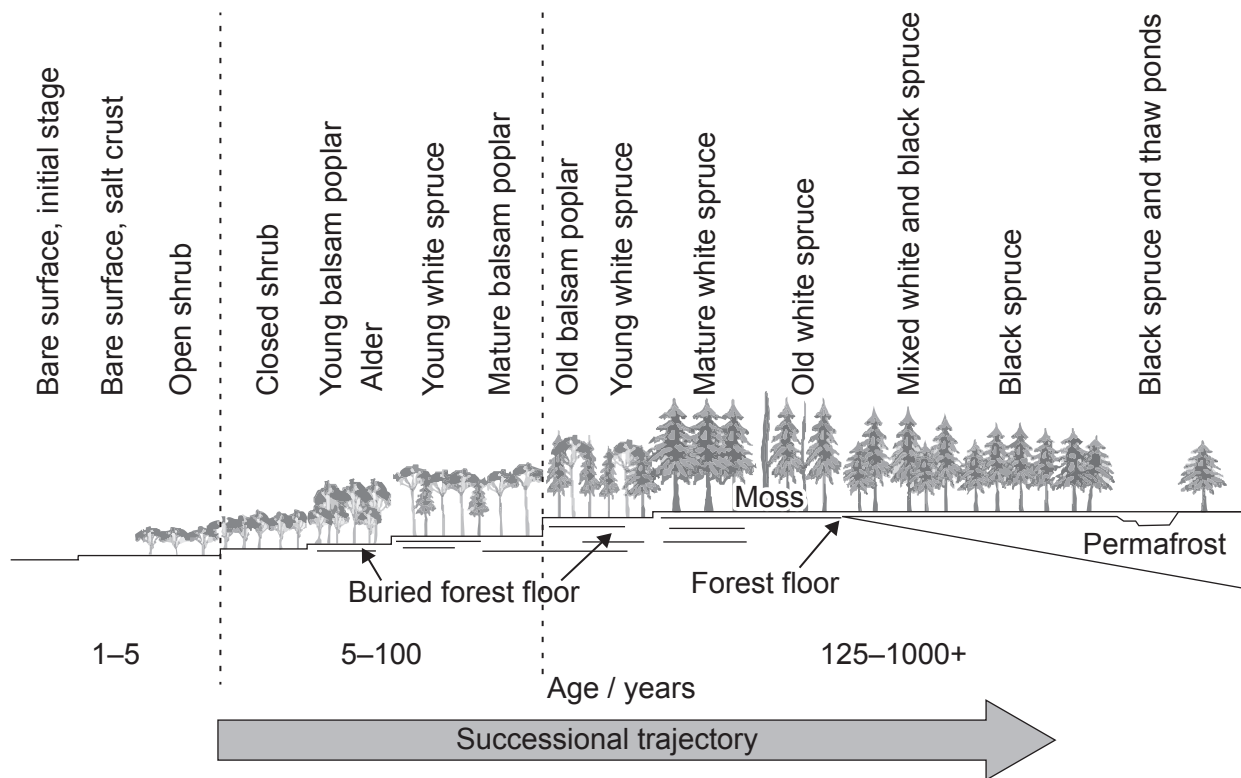 Bare surface, initial stage
Bare surface, salt crust
Open shrub
Closed shrub
Young balsam poplar
Alder
Young white spruce
Mature balsam poplar
Old balsam poplar
Young white spruce
Mature white spruce
Old white spruce
Mixed white and black spruce
Black spruce
Black spruce and thaw ponds
Moss
Buried forest floor
Forest floor
Permafrost
1–5
5–100
125–1000+
Age / years
Successional trajectory